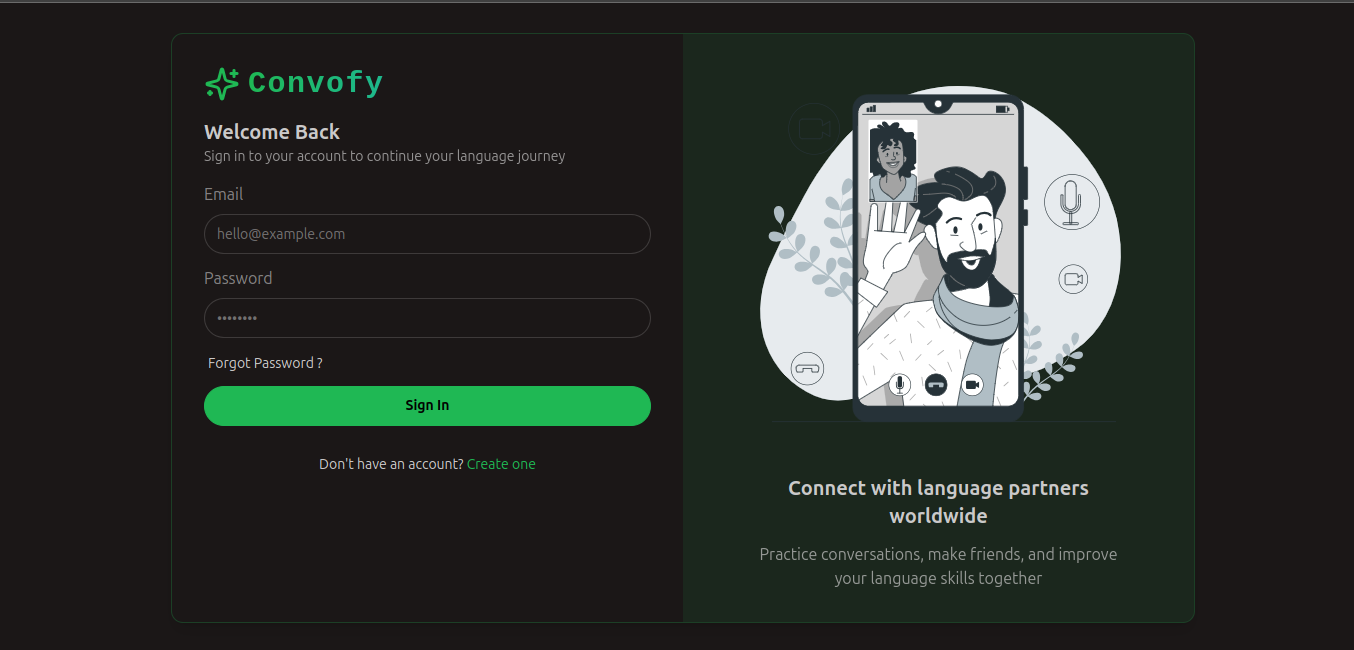 Convofy
Welcome Back
Sign in to your account to continue your language journey
Email
hello@example.com
Password
••••••••
Forgot Password ?
Sign In
Don't have an account? Create one
Connect with language partners
worldwide
Practice conversations, make friends, and improve
your language skills together